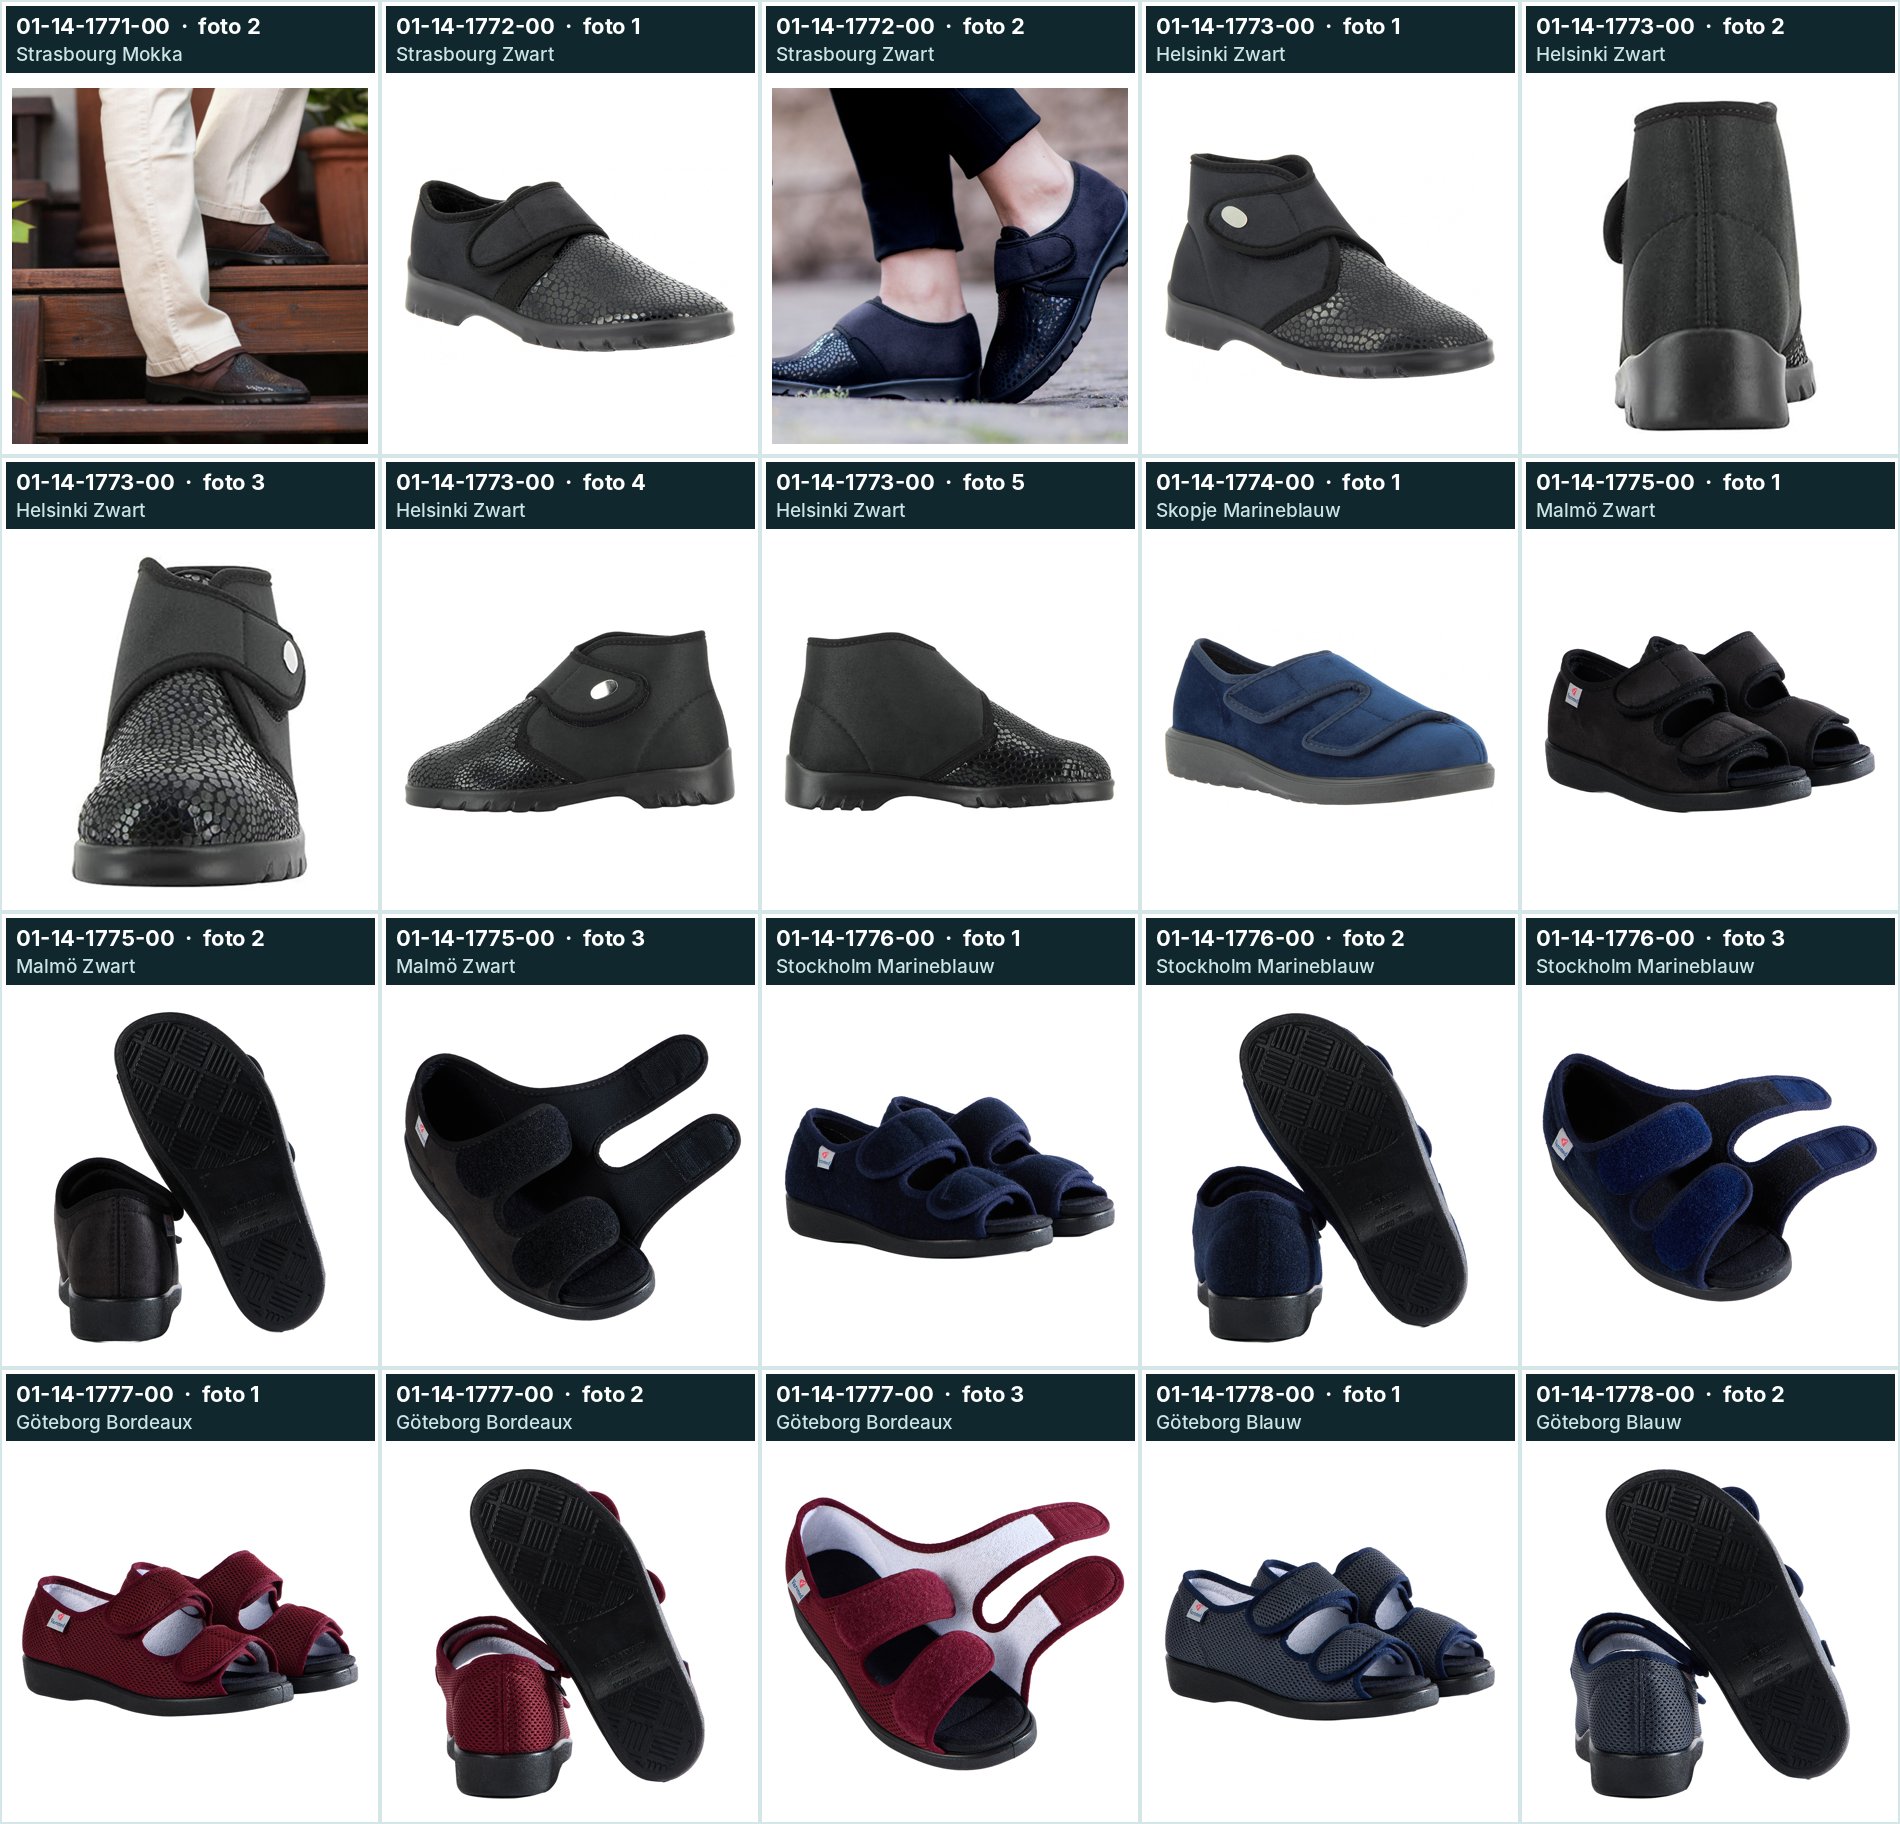 01-14-1771-00 · foto 2
Strasbourg Mokka
01-14-1772-00 · foto 1
Strasbourg Zwart
01-14-1772-00 · foto 2
Strasbourg Zwart
01-14-1773-00 · foto 1
Helsinki Zwart
01-14-1773-00 · foto 2
Helsinki Zwart
01-14-1773-00 · foto 3
Helsinki Zwart
01-14-1773-00 · foto 4
Helsinki Zwart
01-14-1773-00 · foto 5
Helsinki Zwart
01-14-1774-00 · foto 1
Skopje Marineblauw
01-14-1775-00 · foto 1
Malmö Zwart
01-14-1775-00 · foto 2
Malmö Zwart
01-14-1775-00 · foto 3
Malmö Zwart
01-14-1776-00 · foto 1
Stockholm Marineblauw
01-14-1776-00 · foto 2
Stockholm Marineblauw
01-14-1776-00 · foto 3
Stockholm Marineblauw
01-14-1777-00 · foto 1
Göteborg Bordeaux
01-14-1777-00 · foto 2
Göteborg Bordeaux
01-14-1777-00 · foto 3
Göteborg Bordeaux
01-14-1778-00 · foto 1
Göteborg Blauw
01-14-1778-00 · foto 2
Göteborg Blauw